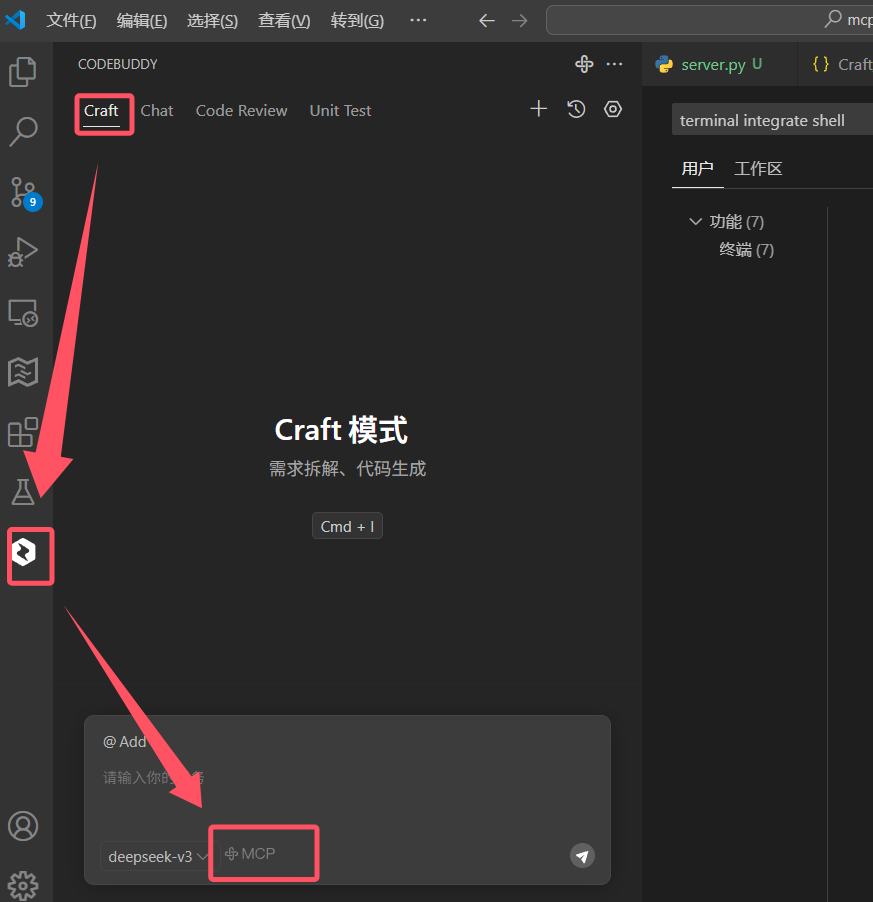 文件(F) 编辑(E) 选择(S) 查看(V) 转到(G) ··· mcp
CODEBUDDY
Craft Chat Code Review Unit Test
9
Craft 模式
需求拆解、代码生成
Cmd + I
@ Add
请输入你的
deepseek-v3 MCP
server.py U {} Craft
terminal integrate shell
用户 工作区
功能 (7)
终端 (7)